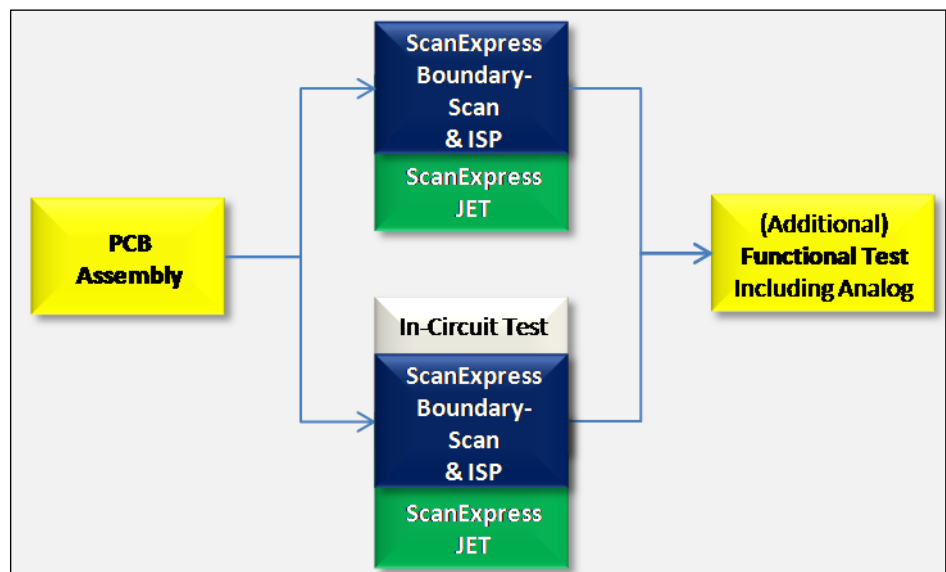 PCB
Assembly
ScanExpress
Boundary-
Scan
& ISP
ScanExpress
JET
In-Circuit Test
ScanExpress
Boundary-
Scan
& ISP
ScanExpress
JET
(Additional)
Functional Test
Including Analog